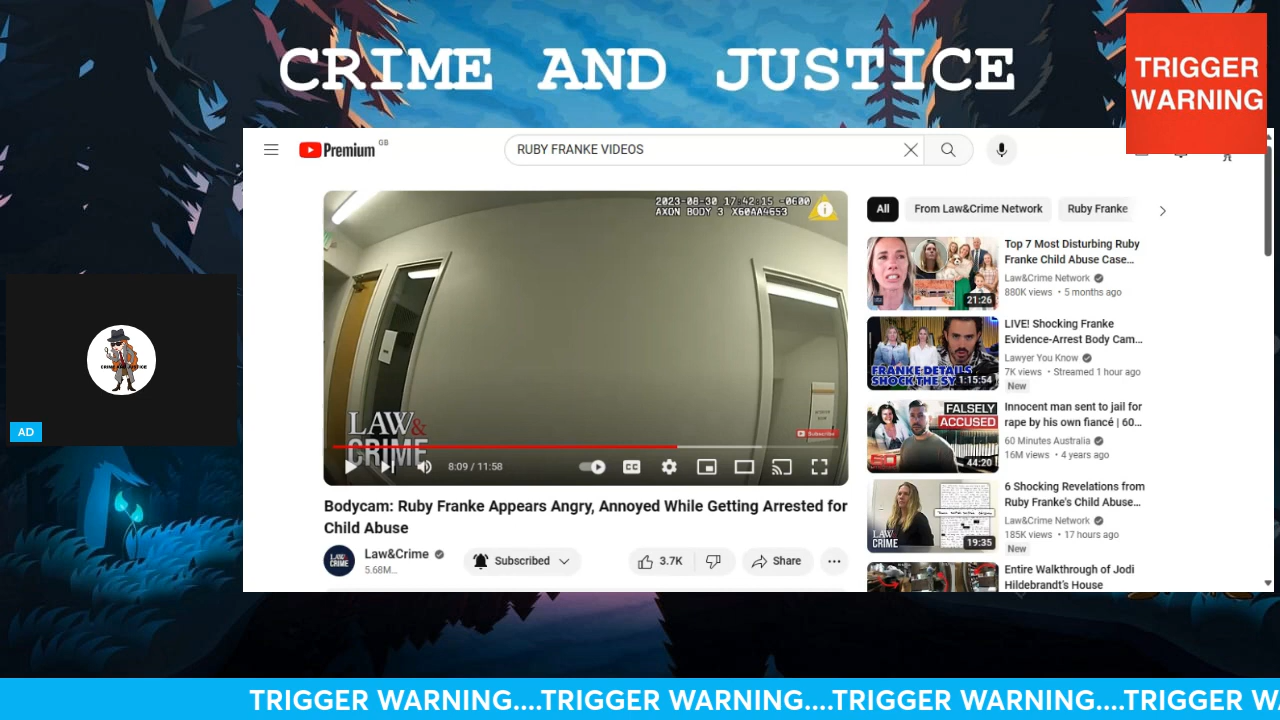 CRIME AND JUSTICE
TRIGGER
WARNING
Premium GB
RUBY FRANKE VIDEOS
2023-08-30 17:42:15 -0600
AXON BODY 3 X60AA4653
LAW&
CRIME
Subscribe
8:09 / 11:58
CC
Bodycam: Ruby Franke Appears Angry, Annoyed While Getting Arrested for
Child Abuse
LAW&
CRIME
Law&Crime
5.68M...
Subscribed
3.7K
Share
All
From Law&Crime Network
Ruby Franke
21:26
Top 7 Most Disturbing Ruby
Franke Child Abuse Case...
Law&Crime Network
880K views • 5 months ago
FRANKE DETAILS
SHOCK THE SY
1:15:54
LIVE! Shocking Franke
Evidence-Arrest Body Cam...
Lawyer You Know
7K views • Streamed 1 hour ago
New
FALSELY
ACCUSED
44:20
Innocent man sent to jail for
rape by his own fiancé | 60...
60 Minutes Australia
16M views • 4 years ago
LAW
CRIME
19:35
6 Shocking Revelations from
Ruby Franke's Child Abuse...
Law&Crime Network
185K views • 17 hours ago
New
Entire Walkthrough of Jodi
Hildebrandt's House
CRIME AND JUSTICE
AD
TRIGGER WARNING....TRIGGER WARNING....TRIGGER WARNING....TRIGGER WA